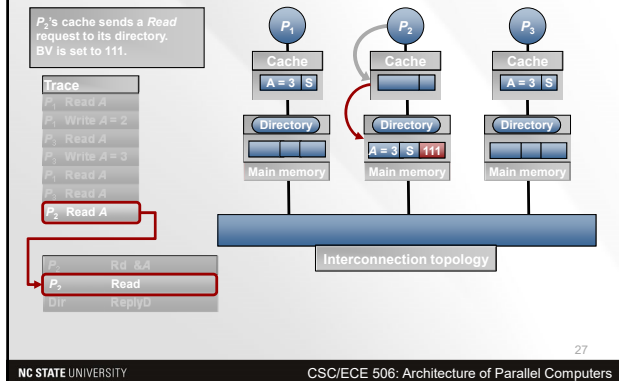 P₂'s cache sends a Read
request to its directory.
BV is set to 111.
Trace
P₁ Read A
P₁ Write A = 2
P₃ Read A
P₁ Write A = 3
P₁ Read A
P₃ Read A
P₂ Read A
P₂ Rd &A
P₂ Read
Dir ReplyD
P₁
P₂
P₃
Cache
Cache
Cache
A = 3 S
A = 3 S
Directory
Directory
Directory
A = 3 S 111
Main memory
Main memory
Main memory
Interconnection topology
27
NC STATE UNIVERSITY
CSC/ECE 506: Architecture of Parallel Computers